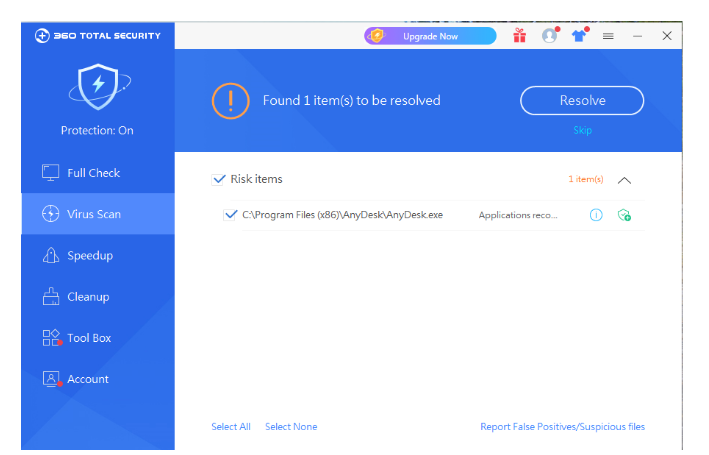 360 TOTAL SECURITY
Upgrade Now
Protection: On
Found 1 item(s) to be resolved
Resolve
Skip
Full Check
Virus Scan
Speedup
Cleanup
Tool Box
Account
Risk items 1 item(s)
C:\Program Files (x86)\AnyDesk\AnyDesk.exe Applications reco...
Select All Select None Report False Positives/Suspicious files